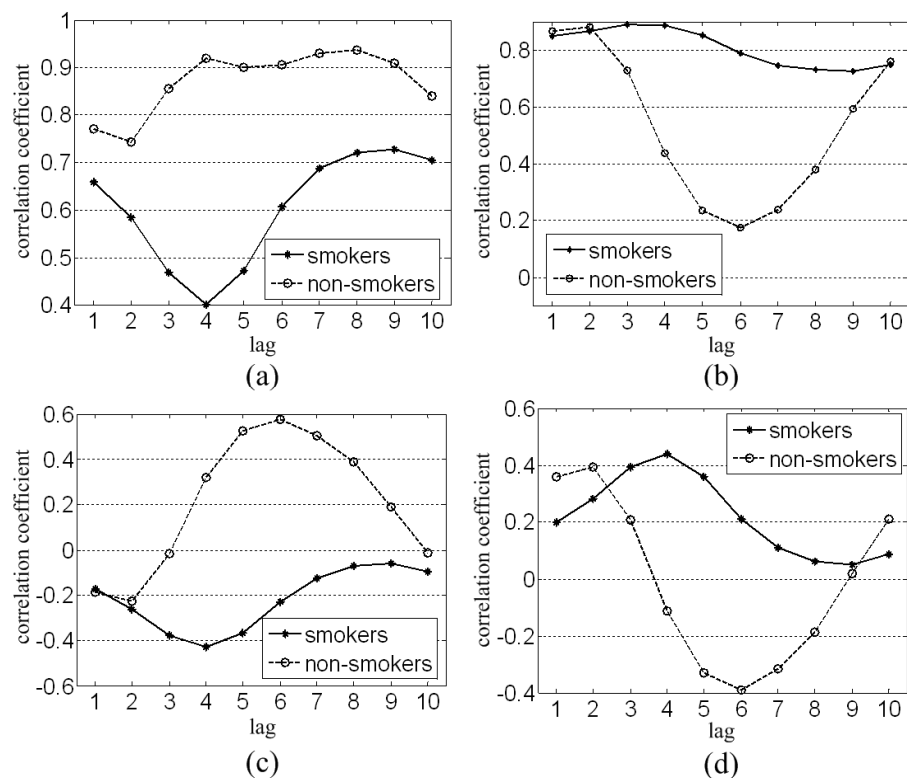 1
0.9
0.8
0.7
0.6
0.5
0.4
correlation coefficient
smokers
non-smokers
1 2 3 4 5 6 7 8 9 10
lag
(a)
0.8
0.6
0.4
0.2
0
correlation coefficient
smokers
non-smokers
1 2 3 4 5 6 7 8 9 10
lag
(b)
0.6
0.4
0.2
0
-0.2
-0.4
-0.6
correlation coefficient
smokers
non-smokers
1 2 3 4 5 6 7 8 9 10
lag
(c)
0.6
0.4
0.2
0
-0.2
-0.4
correlation coefficient
smokers
non-smokers
1 2 3 4 5 6 7 8 9 10
lag
(d)